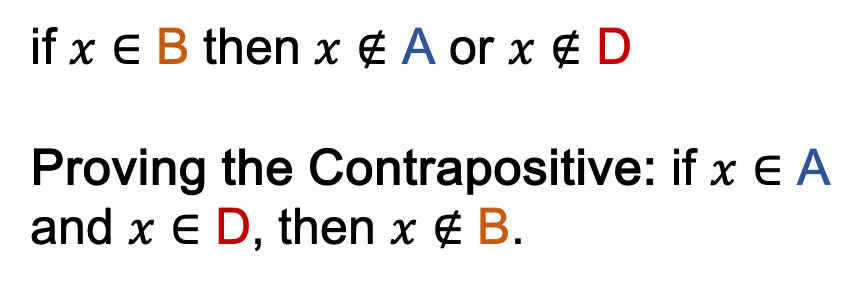 if x ∈ B then x ∉ A or x ∉ D
Proving the Contrapositive: if x ∈ A
and x ∈ D, then x ∉ B.